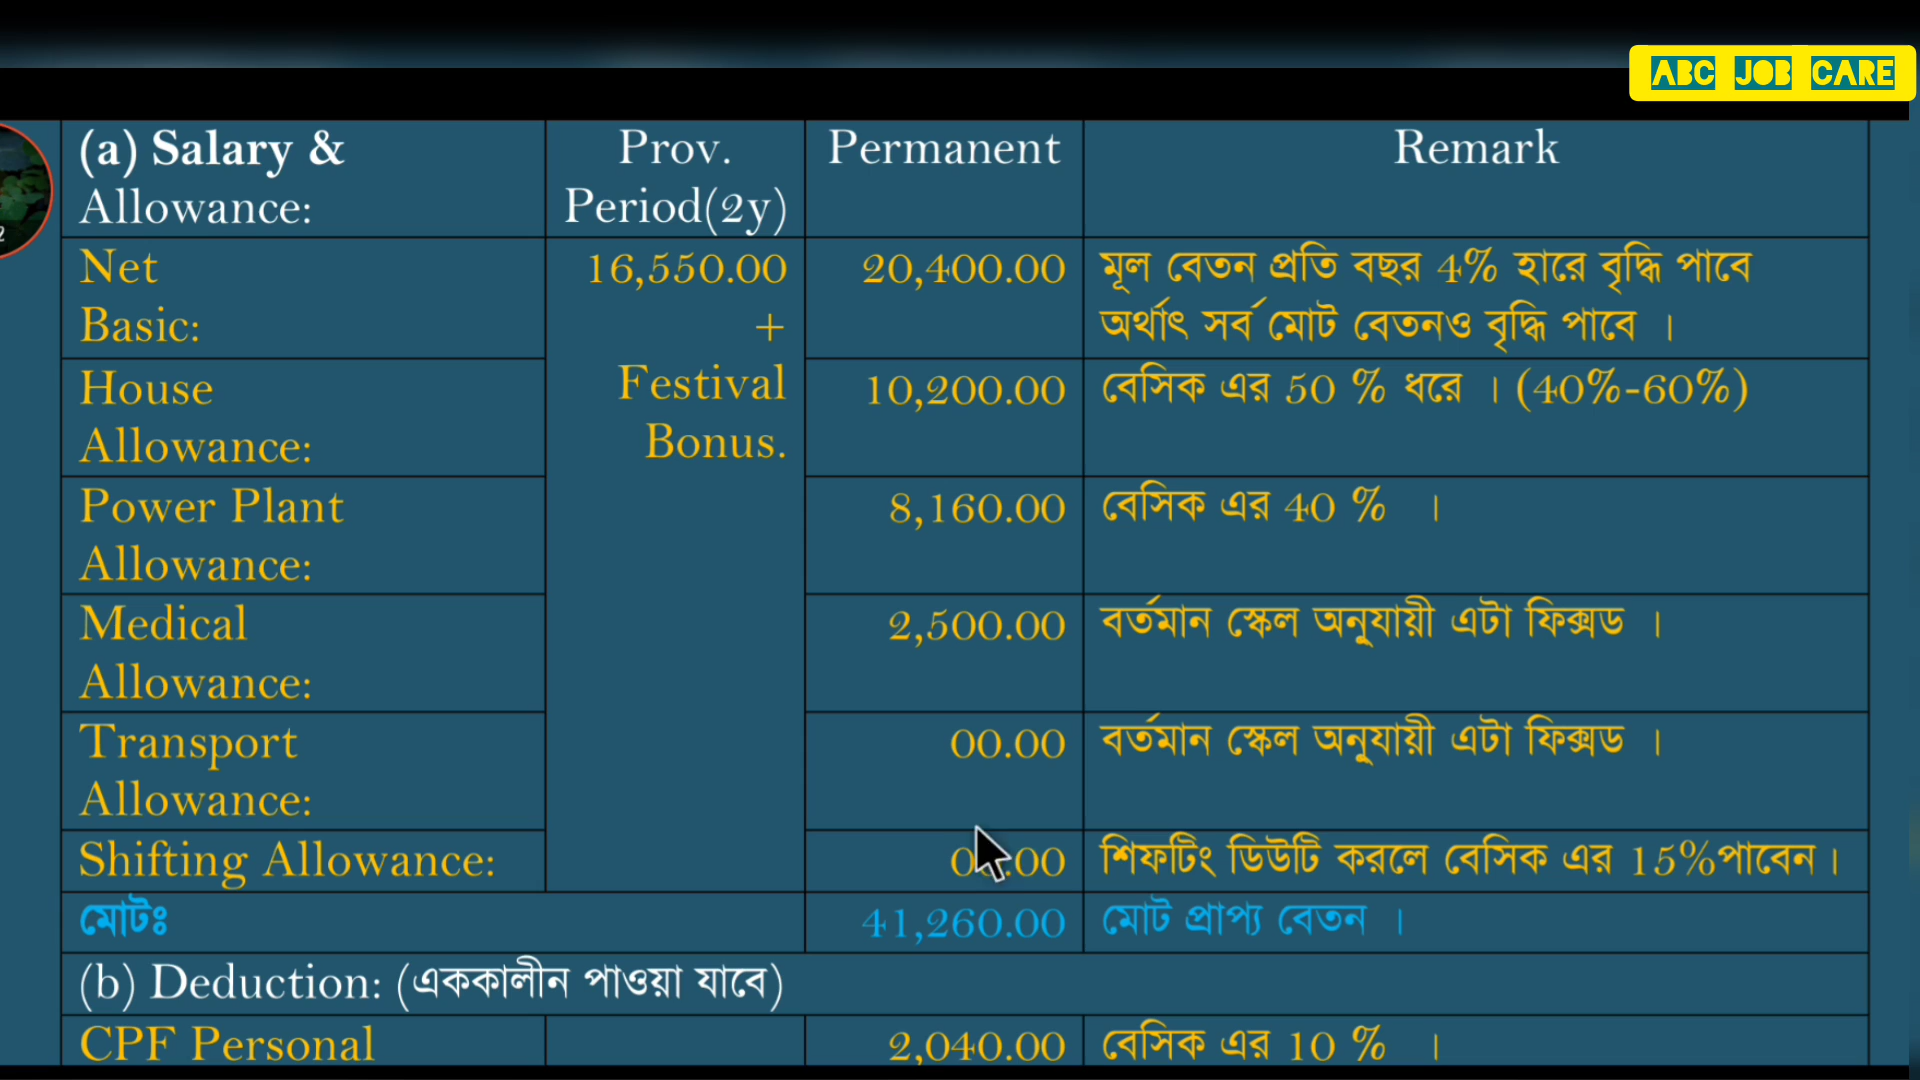 ABC JOB CARE
(a) Salary &
Allowance:
Prov.
Period(2y)
Permanent
Remark
Net
Basic:
16,550.00
+
Festival
Bonus.
20,400.00
মূল বেতন প্রতি বছর 4% হারে বৃদ্ধি পাবে
অর্থাৎ সর্ব মোট বেতনও বৃদ্ধি পাবে ।
House
Allowance:
10,200.00
বেসিক এর 50 % ধরে । (40%-60%)
Power Plant
Allowance:
8,160.00
বেসিক এর 40 % ।
Medical
Allowance:
2,500.00
বর্তমান স্কেল অনুযায়ী এটা ফিক্সড ।
Transport
Allowance:
00.00
বর্তমান স্কেল অনুযায়ী এটা ফিক্সড ।
Shifting Allowance:
শিফটিং ডিউটি করলে বেসিক এর 15%পাবেন।
মোটঃ
41,260.00
মোট প্রাপ্য বেতন ।
(b) Deduction: (এককালীন পাওয়া যাবে)
CPF Personal
2,040.00
বেসিক এর 10 % ।